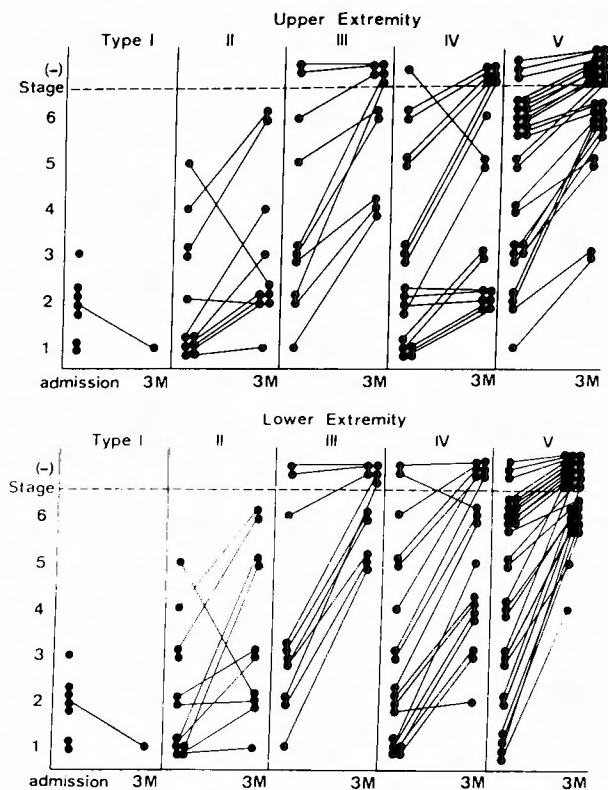 Upper Extremity
Type I II III IV V
(-)
Stage
6
5
4
3
2
1
admission 3M 3M 3M 3M 3M
Lower Extremity
Type I II III IV V
(-)
Stage
6
5
4
3
2
1
admission 3M 3M 3M 3M 3M